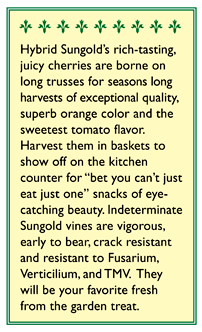 Hybrid Sungold's rich-tasting,
juicy cherries are borne on
long trusses for seasons long
harvests of exceptional quality,
superb orange color and the
sweetest tomato flavor.
Harvest them in baskets to
show off on the kitchen
counter for "bet you can't just
eat just one" snacks of eye-
catching beauty. Indeterminate
Sungold vines are vigorous,
early to bear, crack resistant
and resistant to Fusarium,
Verticilium, and TMV.  They
will be your favorite fresh
from the garden treat.